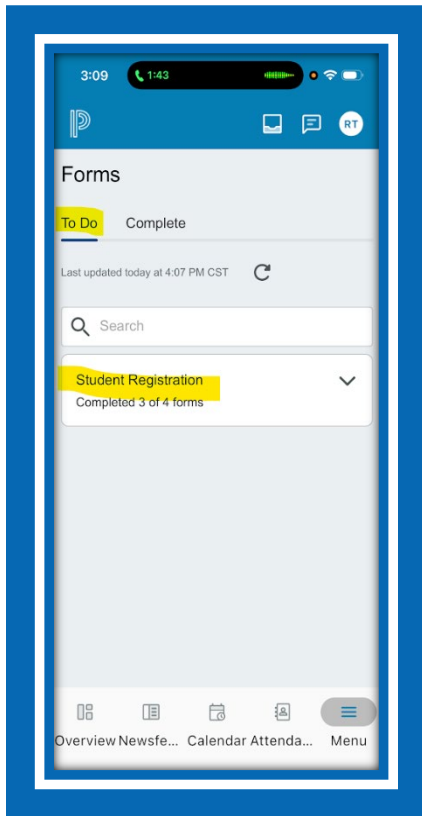 3:09 1:43
RT
Forms
To Do Complete
Last updated today at 4:07 PM CST
Search
Student Registration
Completed 3 of 4 forms
Overview Newsfe... Calendar Attenda... Menu